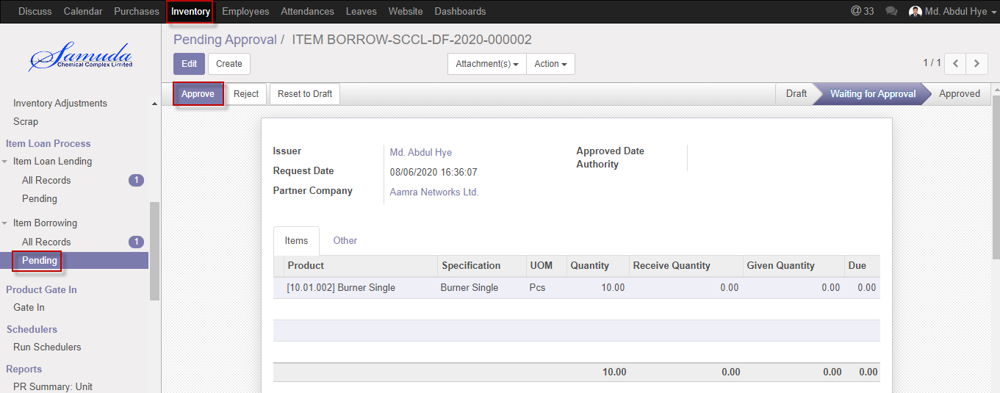 Discuss Calendar Purchases Inventory Employees Attendances Leaves Website Dashboards @ 33 Md. Abdul Hye
Samuda
Chemical Complex Limited
Inventory Adjustments
Scrap
Item Loan Process
Item Loan Lending
All Records 1
Pending
Item Borrowing
All Records 1
Pending
Product Gate In
Gate In
Schedulers
Run Schedulers
Reports
PR Summary: Unit
Pending Approval / ITEM BORROW-SCCL-DF-2020-000002
Edit Create Attachment(s) Action 1 / 1
Approve Reject Reset to Draft Draft Waiting for Approval Approved
Issuer Md. Abdul Hye Approved Date
Authority
Request Date 08/06/2020 16:36:07
Partner Company Aamra Networks Ltd.
Items Other
Product Specification UOM Quantity Receive Quantity Given Quantity Due
[10.01.002] Burner Single Burner Single Pcs 10.00 0.00 0.00 0.00
10.00 0.00 0.00 0.00